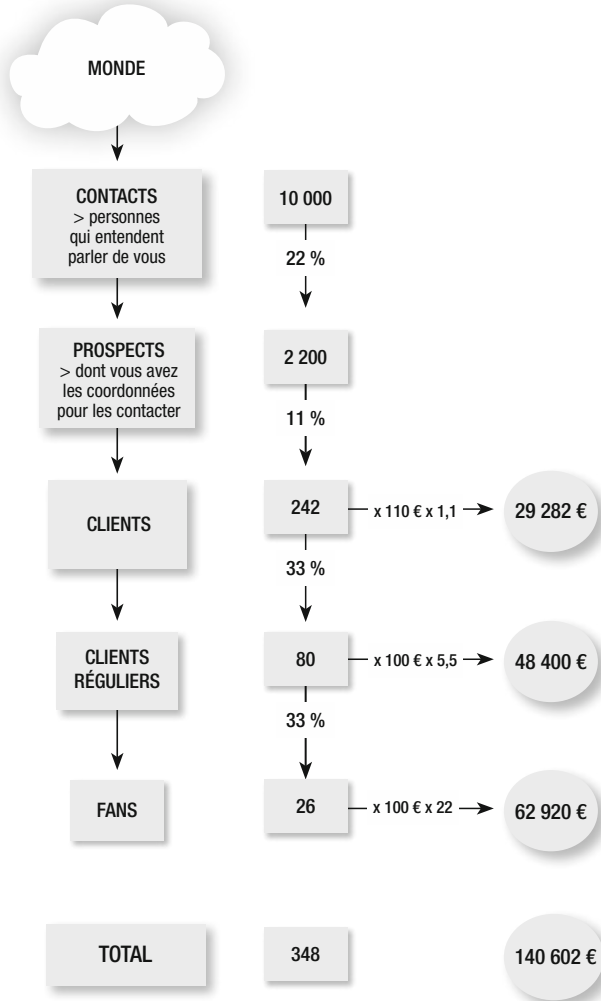 MONDE
CONTACTS
> personnes
qui entendent
parler de vous
10 000
22 %
PROSPECTS
> dont vous avez
les coordonnées
pour les contacter
2 200
11 %
CLIENTS
242
x 110 € x 1,1
29 282 €
33 %
CLIENTS
RÉGULIERS
80
x 100 € x 5,5
48 400 €
33 %
FANS
26
x 100 € x 22
62 920 €
TOTAL
348
140 602 €